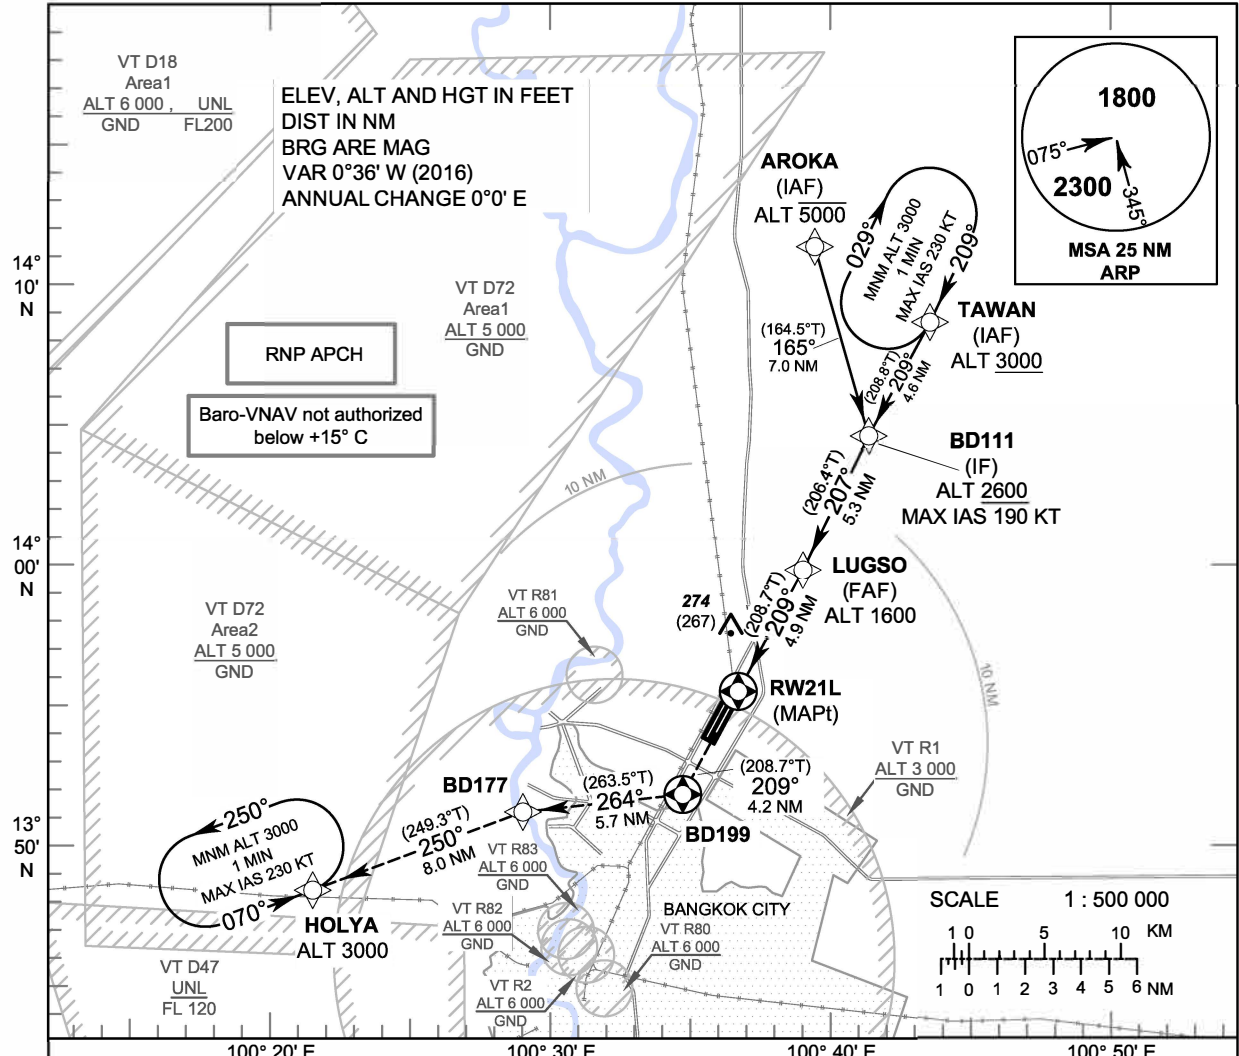 VT D18
Area1
ALT 6 000 , UNL
GND FL200
ELEV, ALT AND HGT IN FEET
DIST IN NM
BRG ARE MAG
VAR 0°36' W (2016)
ANNUAL CHANGE 0°0' E
1800
075°
2300
345°
MSA 25 NM
ARP
AROKA
(IAF)
ALT 5000
029°
MNM ALT 3000
1 MIN
MAX IAS 230 KT
209°
TAWAN
(IAF)
ALT 3000
14°
10'
N
VT D72
Area1
ALT 5 000
GND
RNP APCH
Baro-VNAV not authorized
below +15° C
(164.5°T)
165°
7.0 NM
(208.8°T)
209°
4.6 NM
BD111
(IF)
ALT 2600
MAX IAS 190 KT
10 NM
(206.4°T)
207°
5.3 NM
14°
00'
N
LUGSO
(FAF)
ALT 1600
VT D72
Area2
ALT 5 000
GND
VT R81
ALT 6 000
GND
274
(267)
(208.7°T)
209°
4.9 NM
10 NM
RW21L
(MAPt)
VT R1
ALT 3 000
GND
(208.7°T)
209°
4.2 NM
BD177
(263.5°T)
264°
5.7 NM
BD199
13°
50'
N
250°
MNM ALT 3000
1 MIN
MAX IAS 230 KT
070°
(249.3°T)
250°
8.0 NM
HOLYA
ALT 3000
VT R83
ALT 6 000
GND
VT R82
ALT 6 000
GND
BANGKOK CITY
VT R80
ALT 6 000
GND
VT R2
ALT 6 000
GND
VT D47
UNL
FL 120
SCALE 1 : 500 000
1 0 5 10 KM
1 0 1 2 3 4 5 6 NM
100° 20' E
100° 30' E
100° 40' E
100° 50' E